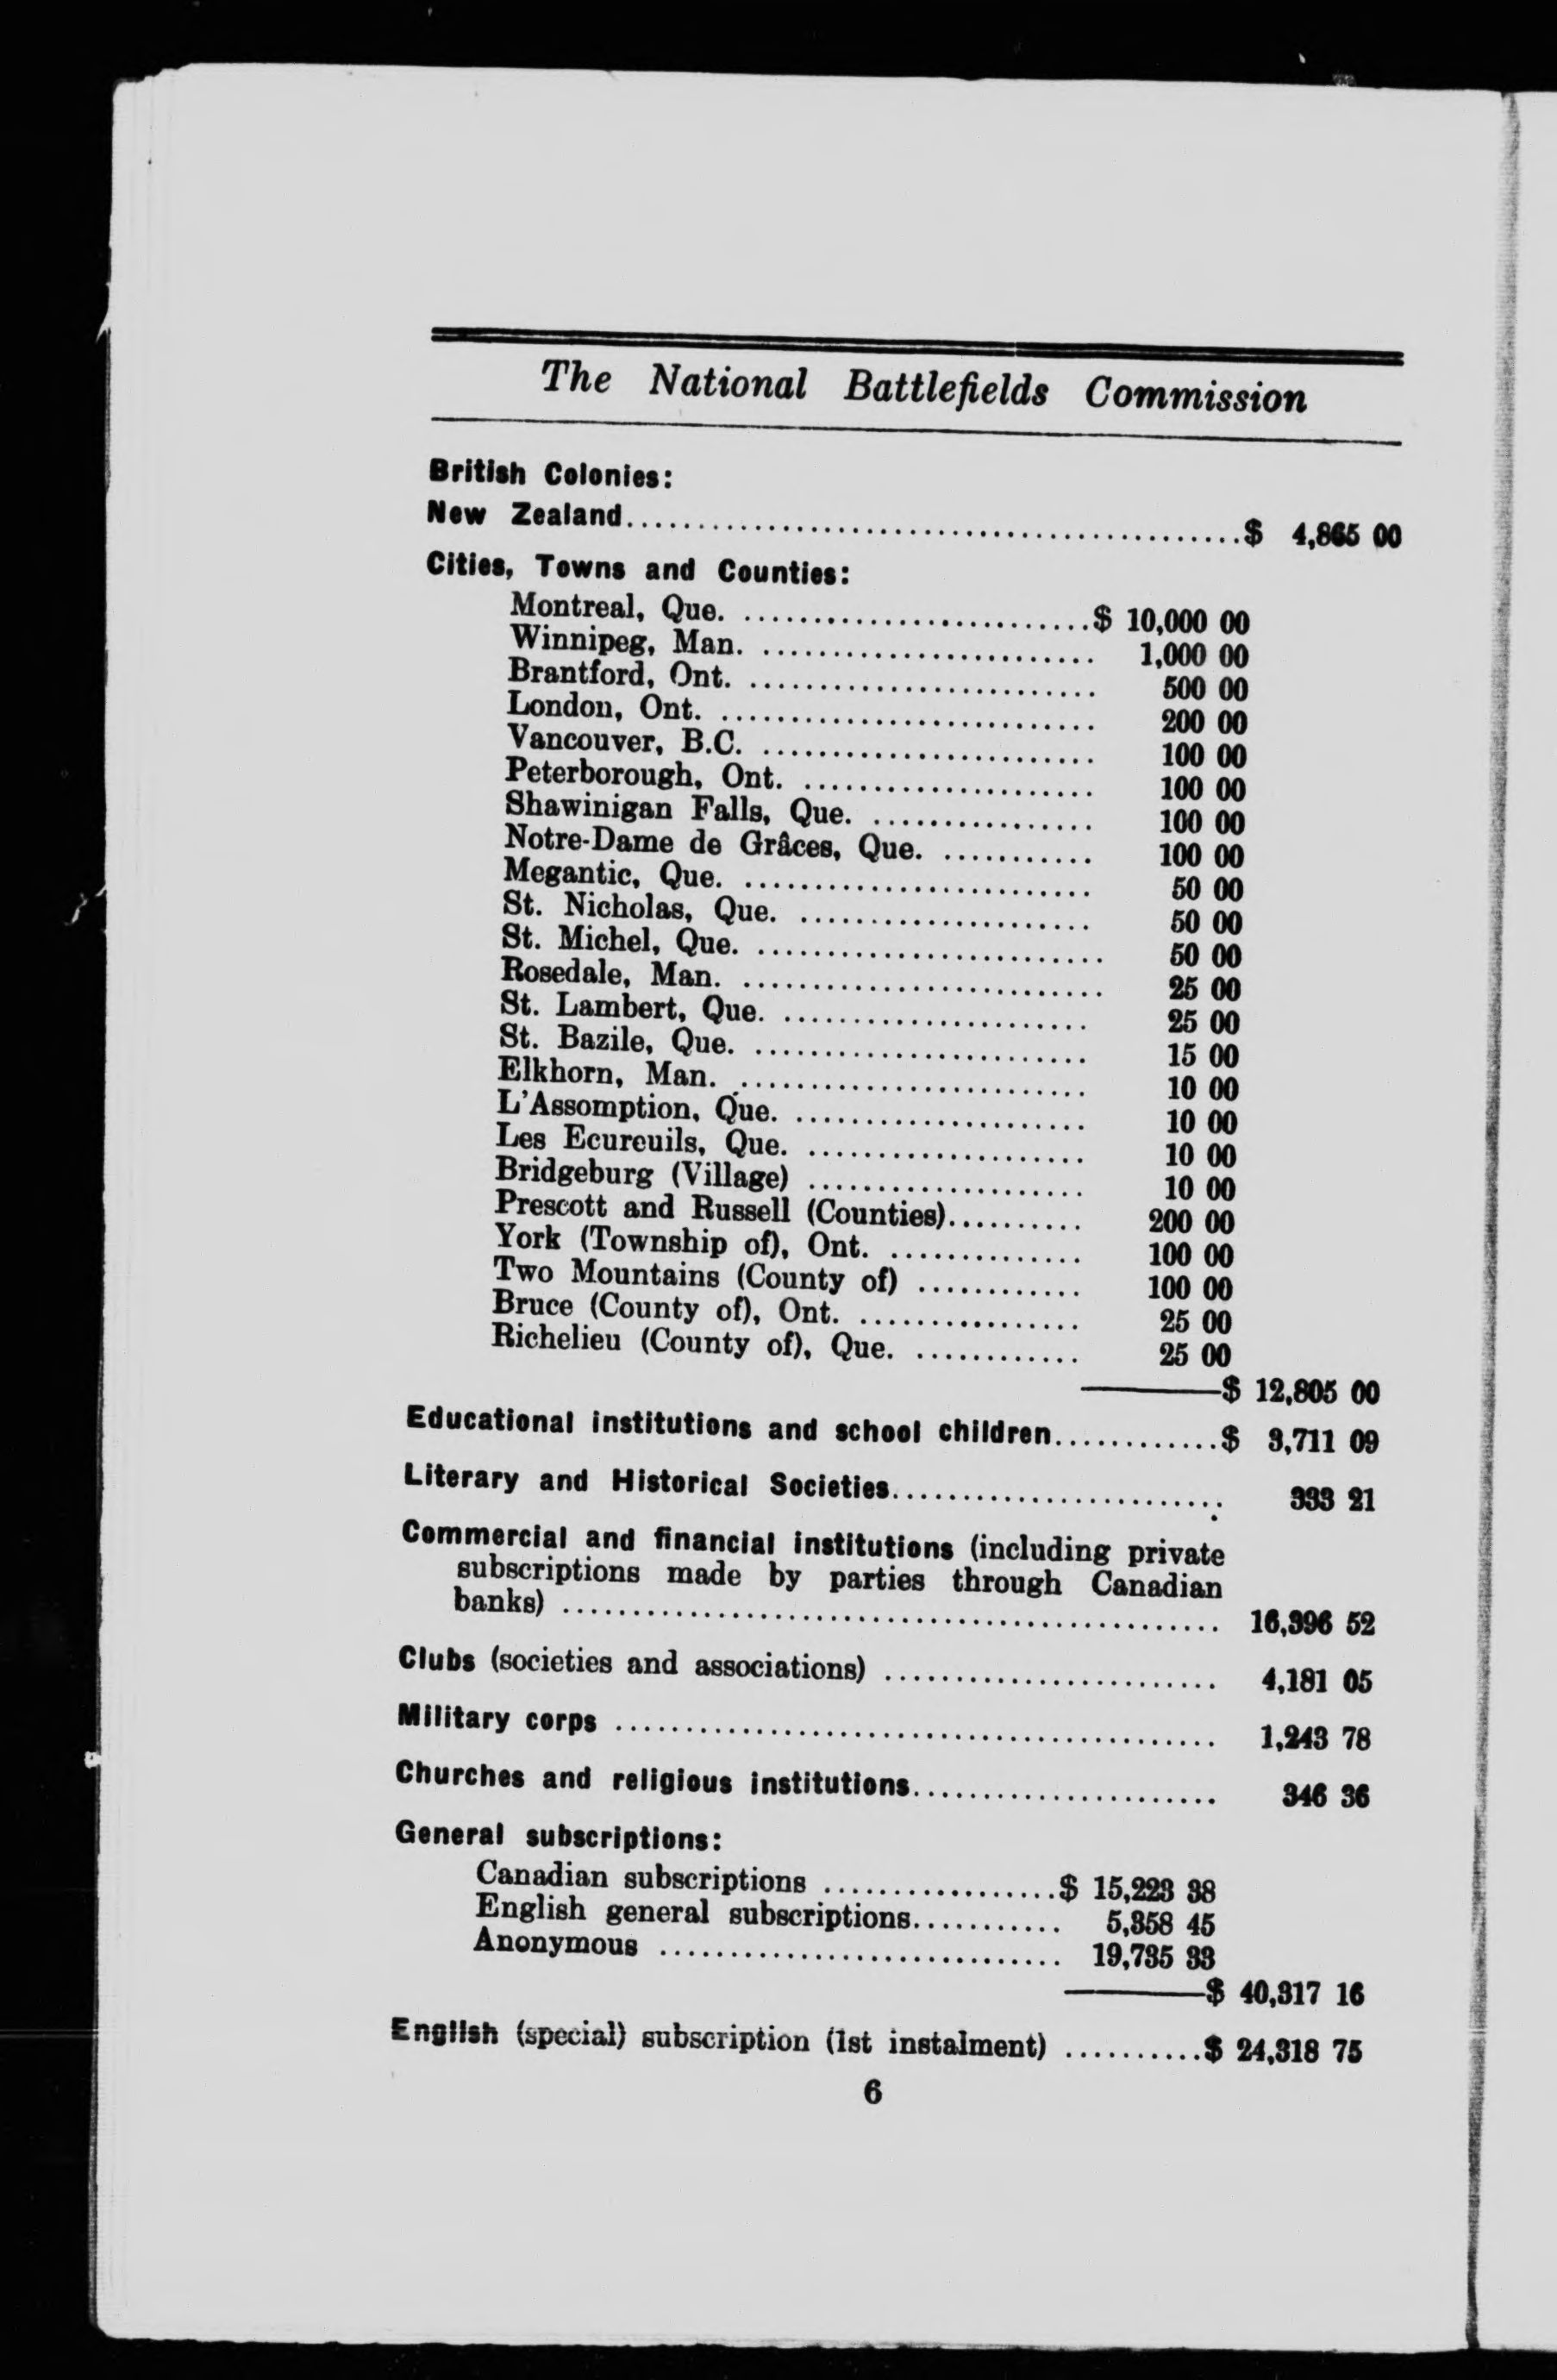 The National Battlefields Commission
British Colonies:
New Zealand............................................$ 4,865 00
Cities, Towns and Counties:
Montreal, Que. .........................$ 10,000 00
Winnipeg, Man. ........................ 1,000 00
Brantford, Ont. ......................... 500 00
London, Ont. ........................... 200 00
Vancouver, B.C. ........................ 100 00
Peterborough, Ont. ..................... 100 00
Shawinigan Falls, Que. ................ 100 00
Notre-Dame de Grâces, Que. ........... 100 00
Megantic, Que. ......................... 50 00
St. Nicholas, Que. ..................... 50 00
St. Michel, Que. ......................... 50 00
Rosedale, Man. .......................... 25 00
St. Lambert, Que. ...................... 25 00
St. Bazile, Que. ........................ 15 00
Elkhorn, Man. ......................... 10 00
L'Assomption, Que. ..................... 10 00
Les Ecureuils, Que. .................... 10 00
Bridgeburg (Village) .................... 10 00
Prescott and Russell (Counties).......... 200 00
York (Township of), Ont. .............. 100 00
Two Mountains (County of) ............ 100 00
Bruce (County of), Ont. ................ 25 00
Richelieu (County of), Que. ............ 25 00
$ 12,805 00
Educational institutions and school children............$ 3,711 09
Literary and Historical Societies........................ 333 21
Commercial and financial institutions (including private
subscriptions made by parties through Canadian
banks) ............................................... 16,396 52
Clubs (societies and associations) ........................ 4,181 05
Military corps ........................................... 1,243 78
Churches and religious institutions...................... 346 36
General subscriptions:
Canadian subscriptions .................$ 15,223 38
English general subscriptions........... 5,358 45
Anonymous ............................. 19,735 33
$ 40,317 16
English (special) subscription (1st instalment) ..........$ 24,318 75
6